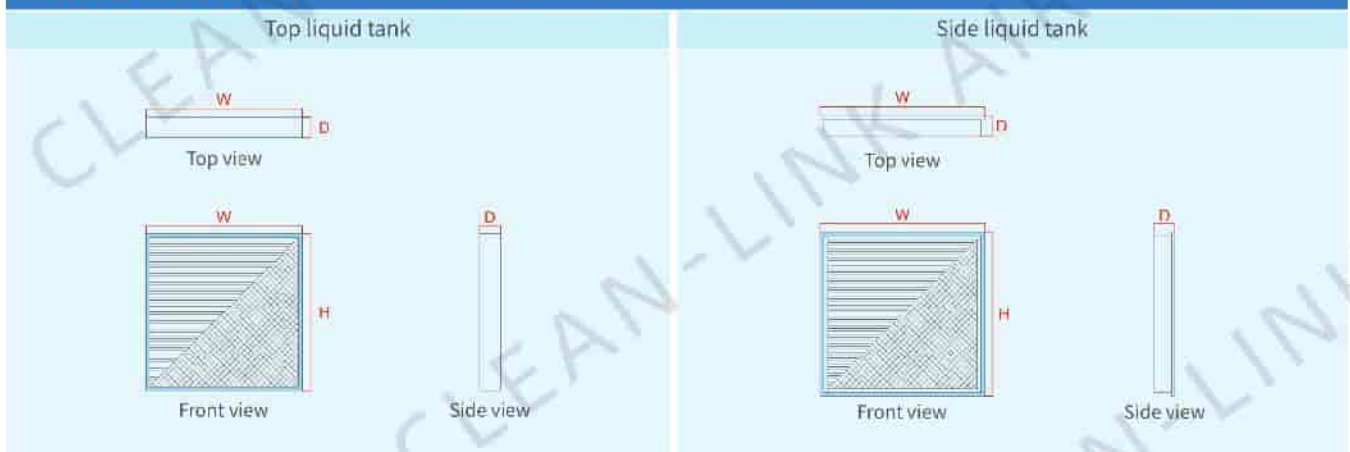 Top liquid tank
Side liquid tank
W
D
Top view
W
D
Top view
W
H
Front view
D
Side view
W
H
Front view
D
Side view
CLEAN-LINK AIR
CLEAN-LINK